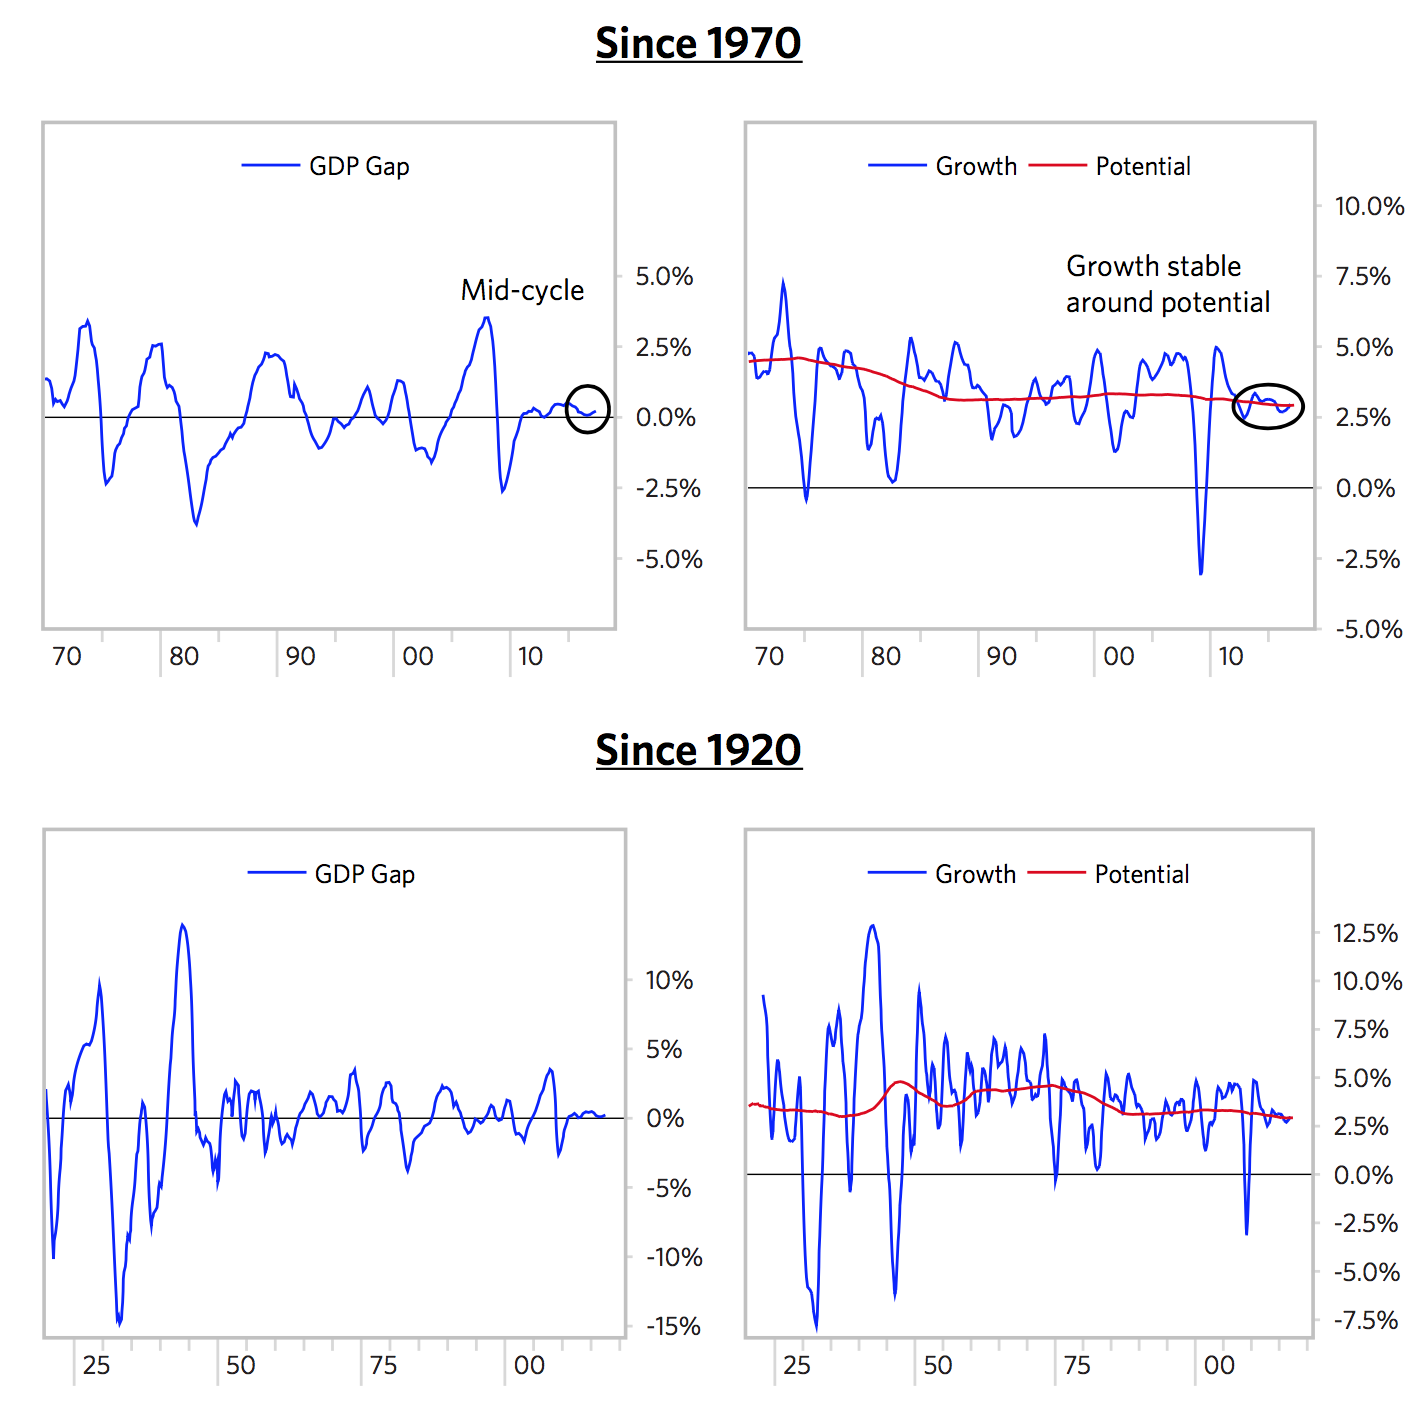 Since 1970
GDP Gap
Mid-cycle
5.0%
2.5%
0.0%
-2.5%
-5.0%
70 80 90 00 10
Growth Potential
Growth stable
around potential
10.0%
7.5%
5.0%
2.5%
0.0%
-2.5%
-5.0%
70 80 90 00 10
Since 1920
GDP Gap
10%
5%
0%
-5%
-10%
-15%
25 50 75 00
Growth Potential
12.5%
10.0%
7.5%
5.0%
2.5%
0.0%
-2.5%
-5.0%
-7.5%
25 50 75 00